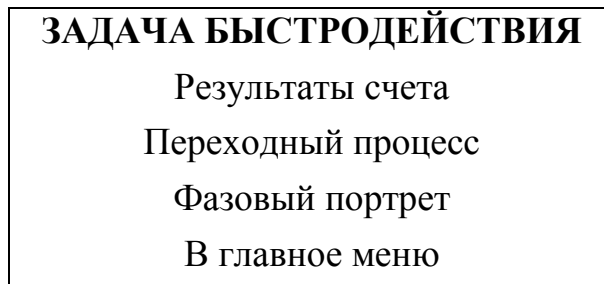 ЗАДАЧА БЫСТРОДЕЙСТВИЯ
Результаты счета
Переходный процесс
Фазовый портрет
В главное меню